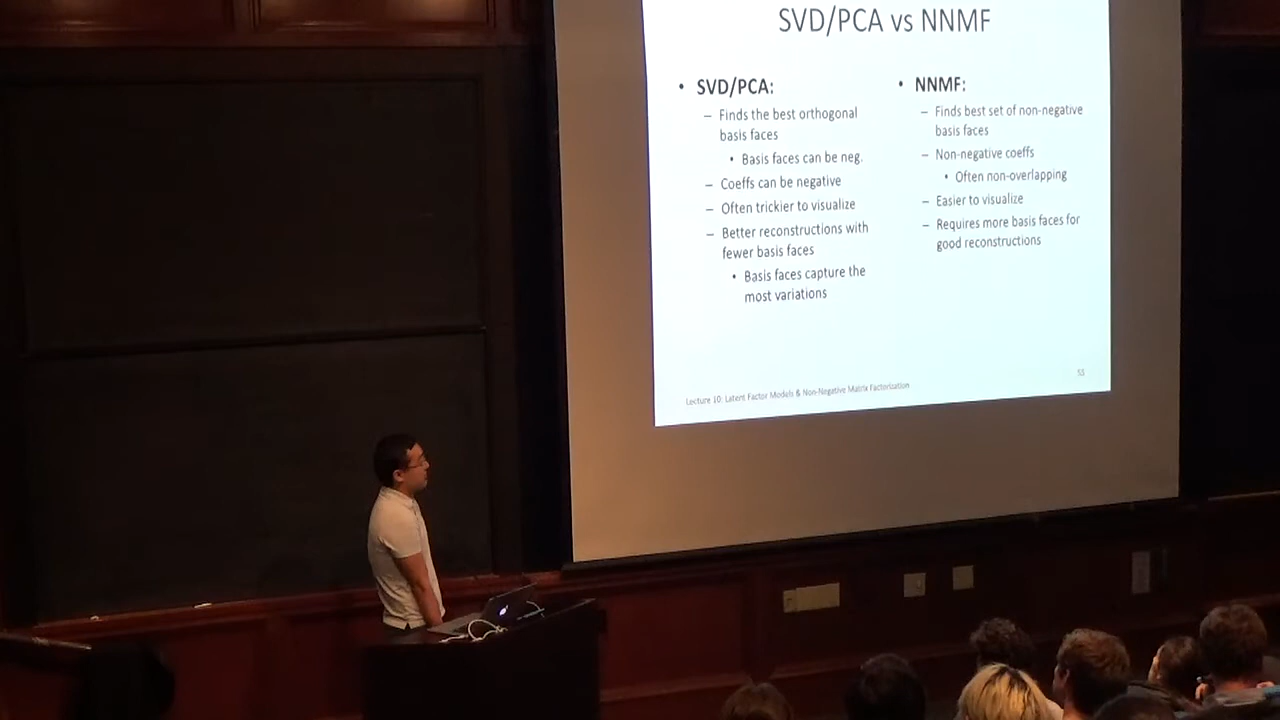 SVD/PCA vs NNMF
• SVD/PCA:
– Finds the best orthogonal
basis faces
• Basis faces can be neg.
– Coeffs can be negative
– Often trickier to visualize
– Better reconstructions with
fewer basis faces
• Basis faces capture the
most variations
• NNMF:
– Finds best set of non-negative
basis faces
– Non-negative coeffs
• Often non-overlapping
– Easier to visualize
– Requires more basis faces for
good reconstructions
Lecture 10: Latent Factor Models & Non-Negative Matrix Factorization
55